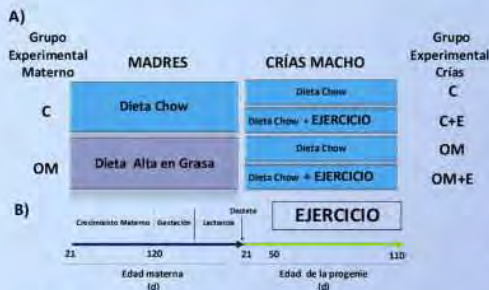 A)
Grupo
Experimental
Materno
MADRES
CRÍAS MACHO
Grupo
Experimental
Crías
C
Dieta Chow
Dieta Chow
C
Dieta Chow + EJERCICIO
C+E
OM
Dieta Alta en Grasa
Dieta Chow
OM
Dieta Chow + EJERCICIO
OM+E
B)
Crecimiento Materno
Gestación
Lactancia
Destete
EJERCICIO
21
120
21
50
110
Edad materna
(d)
Edad de la progenie
(d)